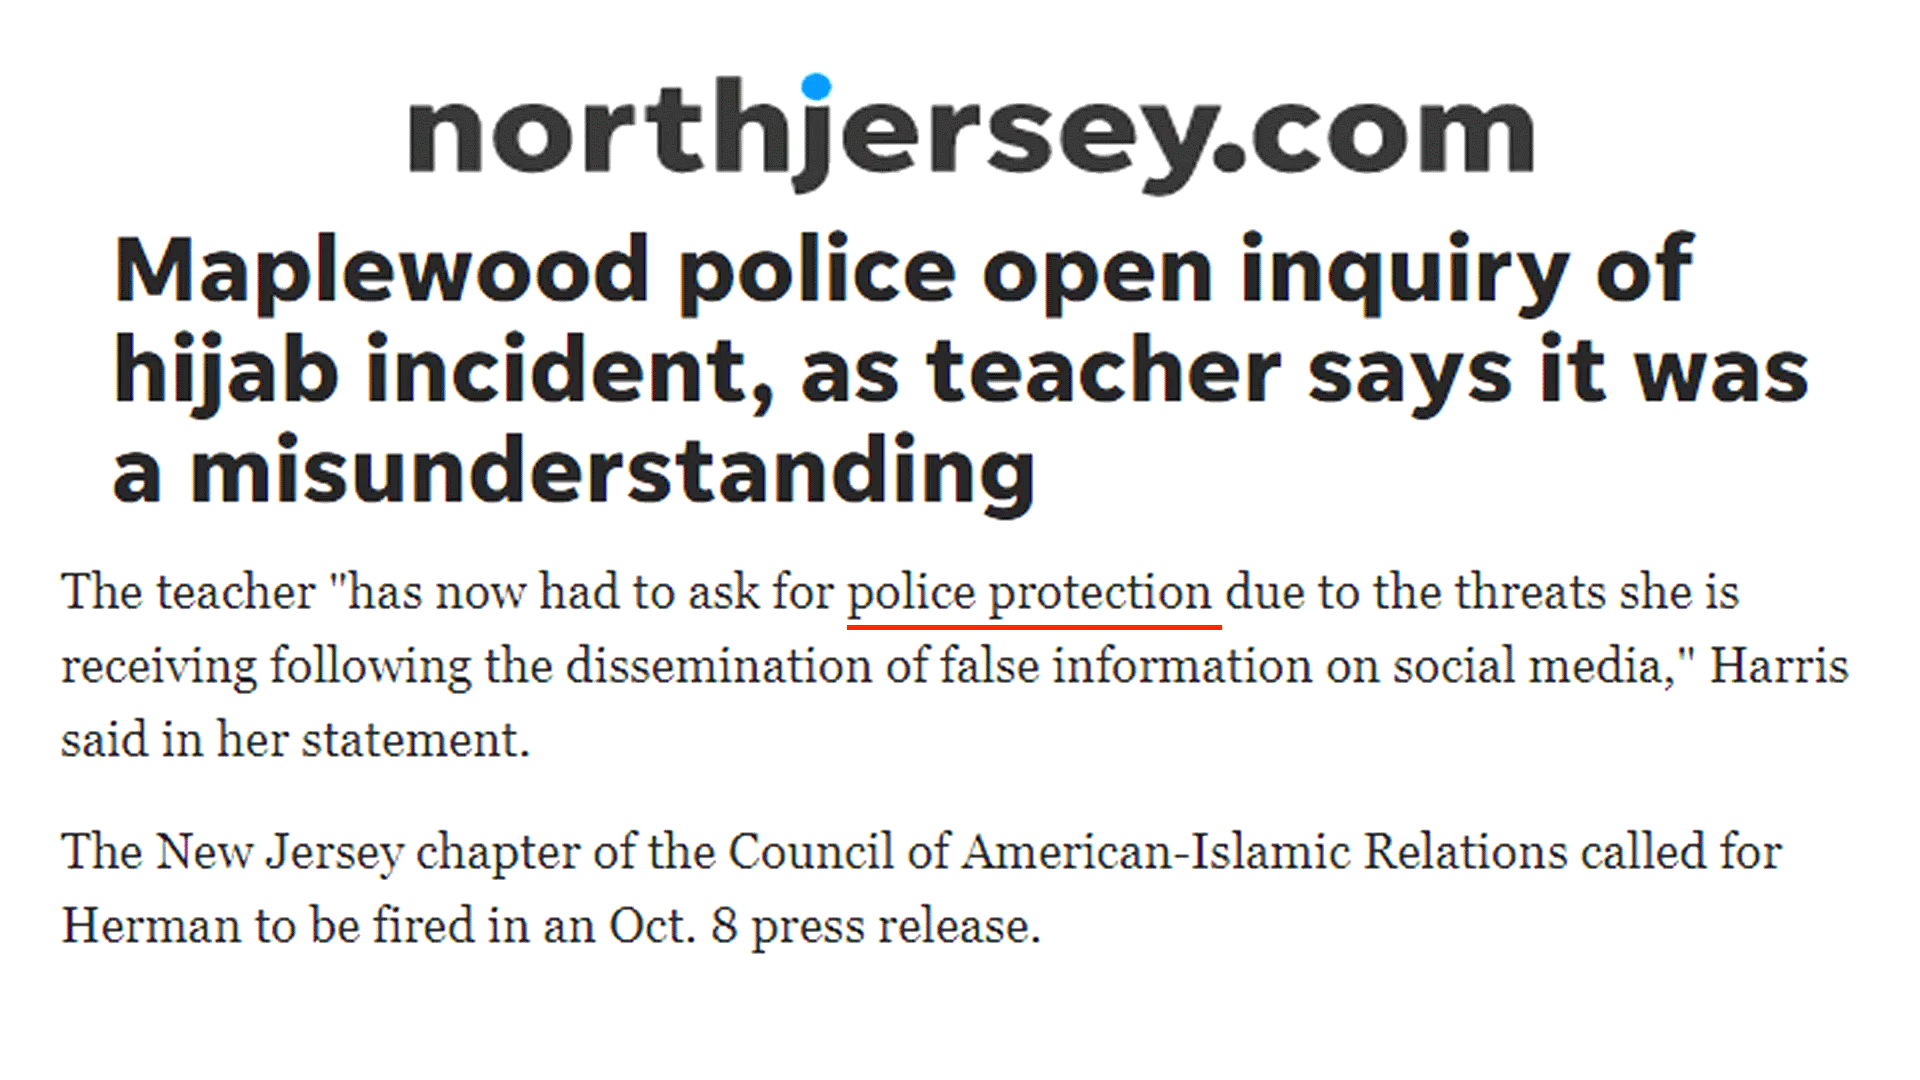 northjersey.com
Maplewood police open inquiry of
hijab incident, as teacher says it was
a misunderstanding
The teacher "has now had to ask for police protection due to the threats she is
receiving following the dissemination of false information on social media," Harris
said in her statement.
The New Jersey chapter of the Council of American-Islamic Relations called for
Herman to be fired in an Oct. 8 press release.